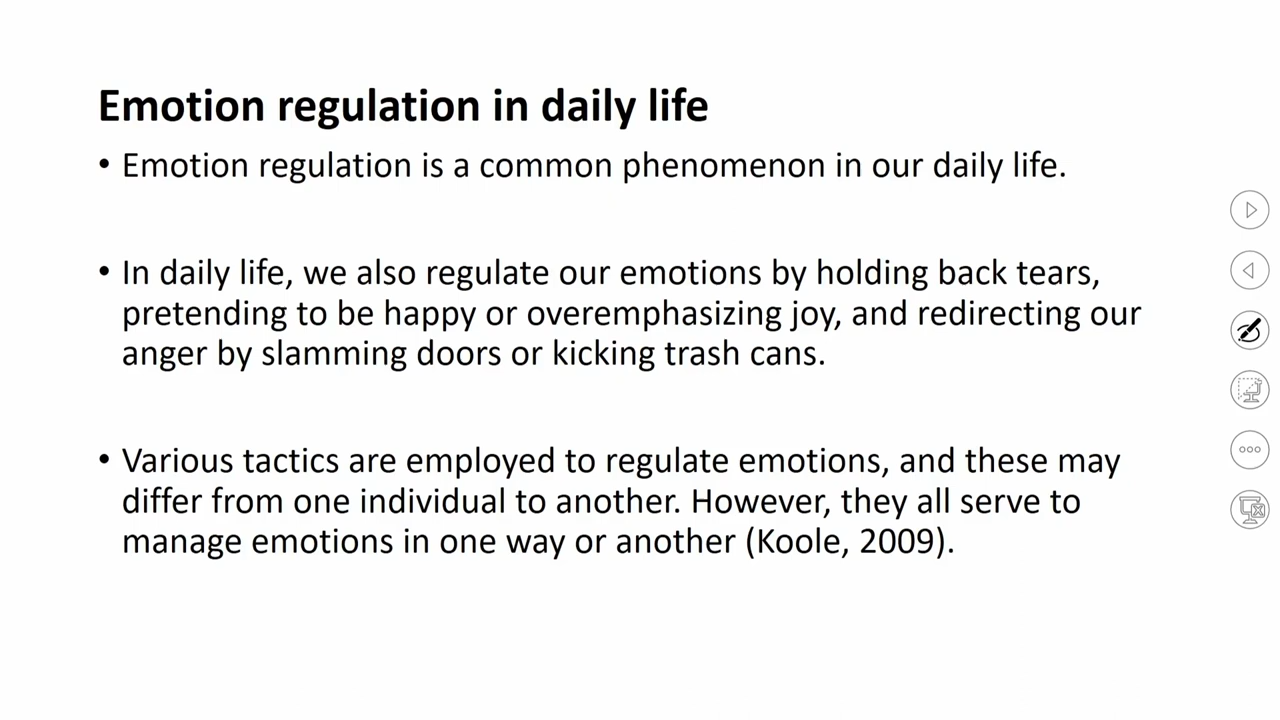 Emotion regulation in daily life
• Emotion regulation is a common phenomenon in our daily life.
• In daily life, we also regulate our emotions by holding back tears,
pretending to be happy or overemphasizing joy, and redirecting our
anger by slamming doors or kicking trash cans.
• Various tactics are employed to regulate emotions, and these may
differ from one individual to another. However, they all serve to
manage emotions in one way or another (Koole, 2009).